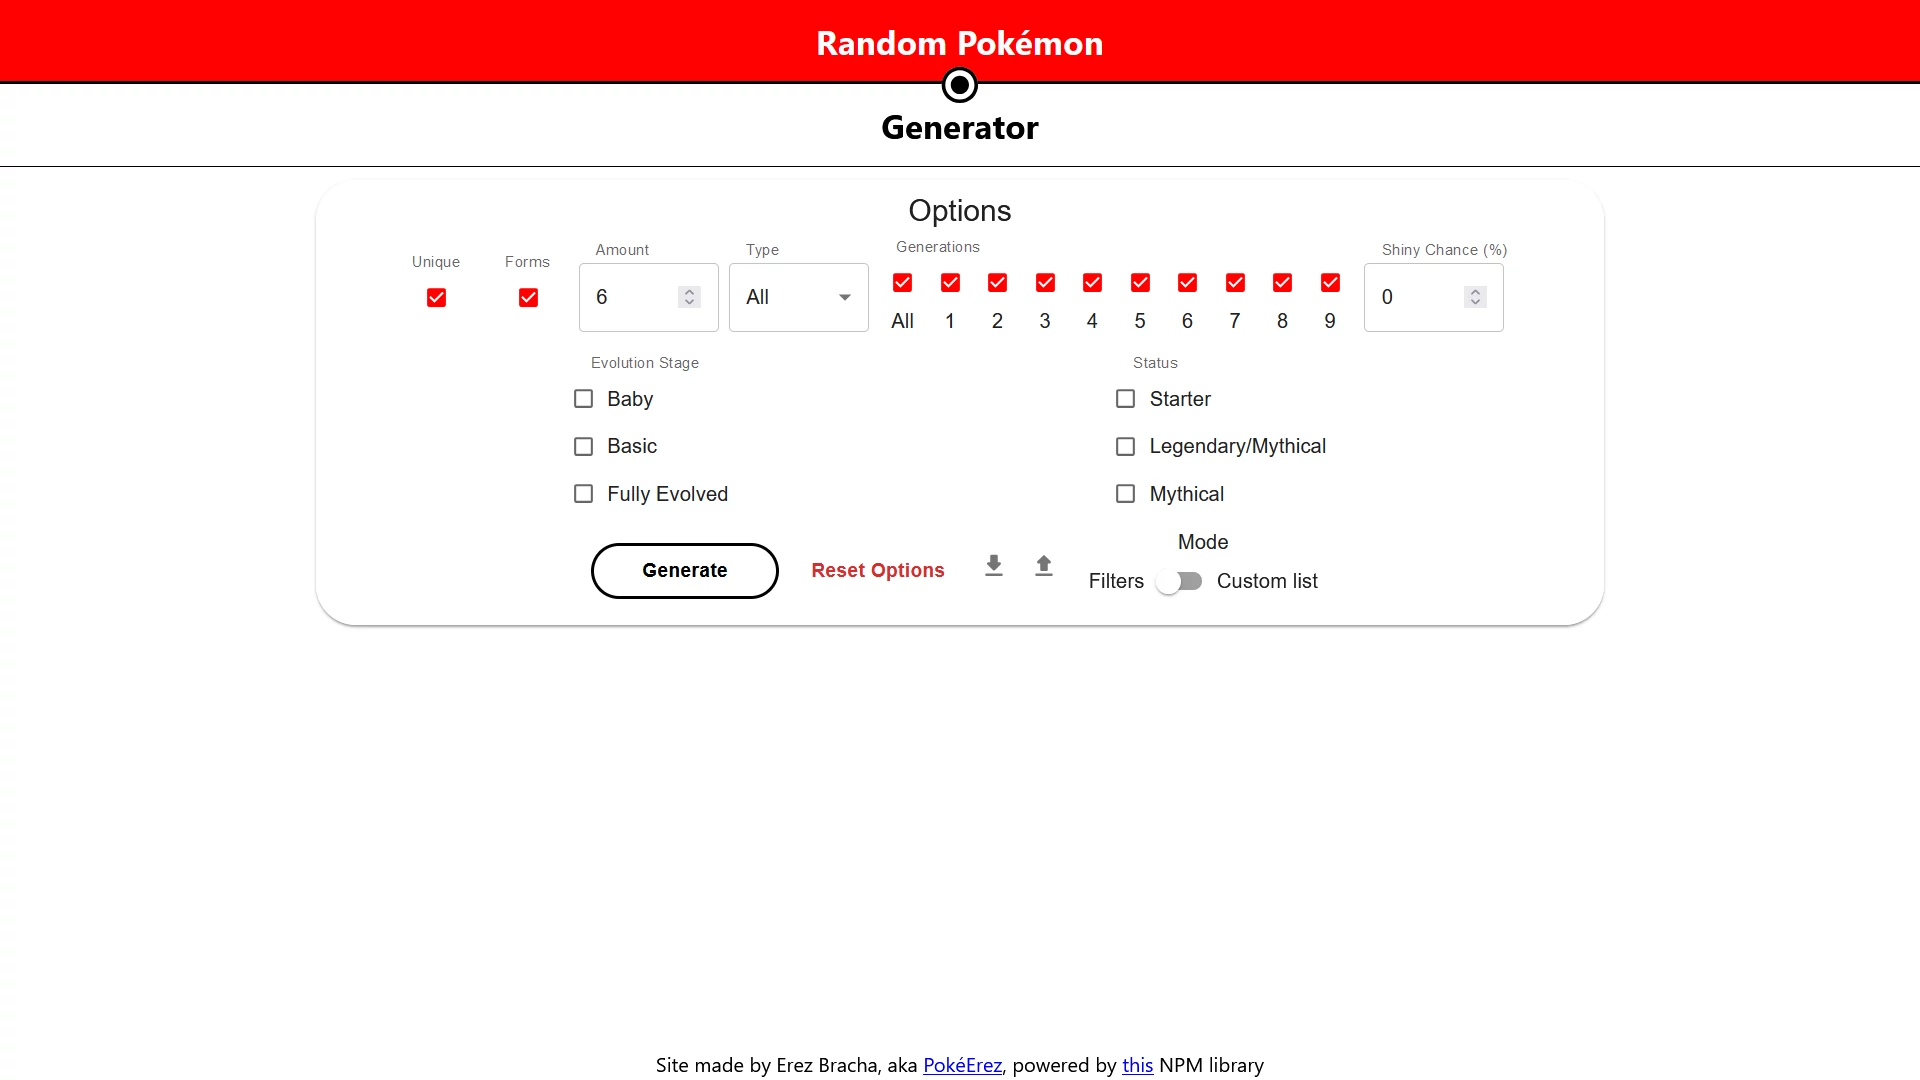 Random Pokémon
Generator
Options
Unique
Forms
Amount
6
Type
All
Generations
All 1 2 3 4 5 6 7 8 9
Shiny Chance (%)
0
Evolution Stage
Baby
Basic
Fully Evolved
Status
Starter
Legendary/Mythical
Mythical
Generate
Reset Options
Mode
Filters Custom list
Site made by Erez Bracha, aka PokéErez, powered by this NPM library